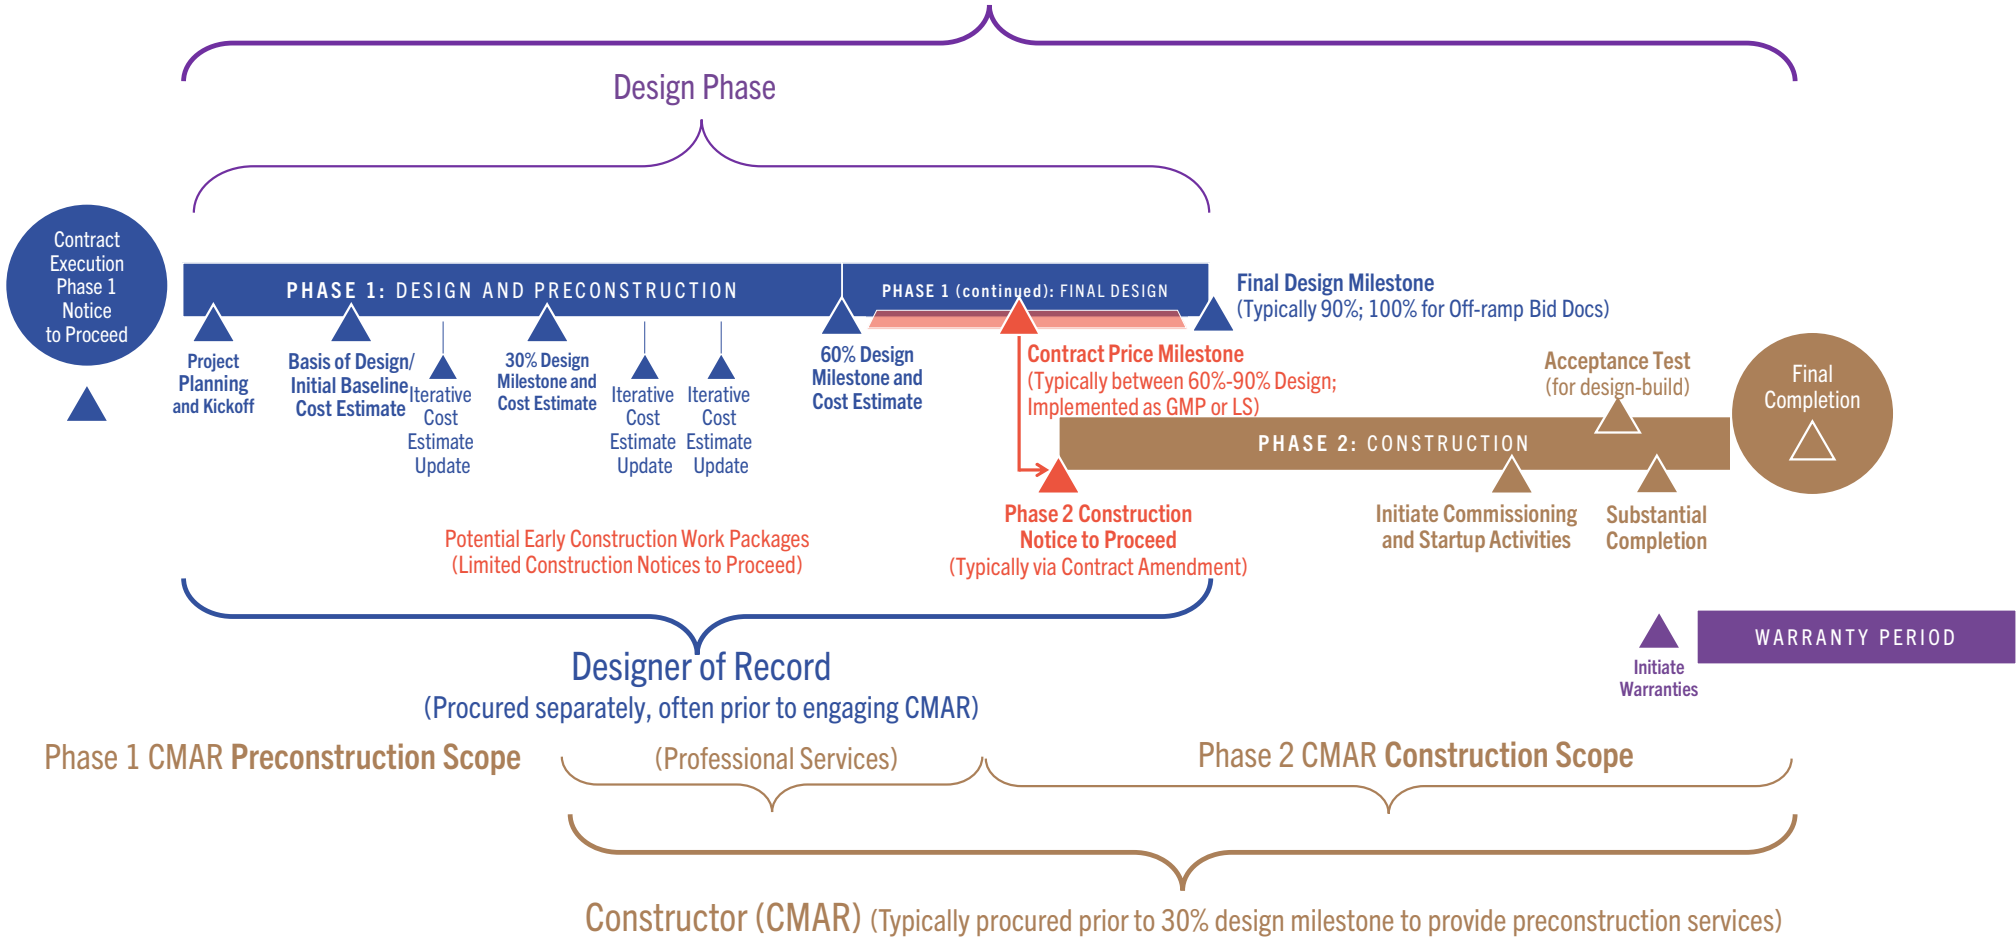 Design Phase
Contract
Execution
Phase 1
Notice
to Proceed
PHASE 1: DESIGN AND PRECONSTRUCTION
PHASE 1 (continued): FINAL DESIGN
Final Design Milestone
(Typically 90%; 100% for Off-ramp Bid Docs)
Project
Planning
and Kickoff
Basis of Design/
Initial Baseline
Cost Estimate
Iterative
Cost
Estimate
Update
30% Design
Milestone and
Cost Estimate
Iterative
Cost
Estimate
Update
Iterative
Cost
Estimate
Update
60% Design
Milestone and
Cost Estimate
Contract Price Milestone
(Typically between 60%-90% Design;
Implemented as GMP or LS)
Acceptance Test
(for design-build)
Final
Completion
PHASE 2: CONSTRUCTION
Phase 2 Construction
Notice to Proceed
(Typically via Contract Amendment)
Initiate Commissioning
and Startup Activities
Substantial
Completion
Potential Early Construction Work Packages
(Limited Construction Notices to Proceed)
WARRANTY PERIOD
Initiate
Warranties
Designer of Record
(Procured separately, often prior to engaging CMAR)
Phase 1 CMAR Preconstruction Scope
(Professional Services)
Phase 2 CMAR Construction Scope
Constructor (CMAR) (Typically procured prior to 30% design milestone to provide preconstruction services)